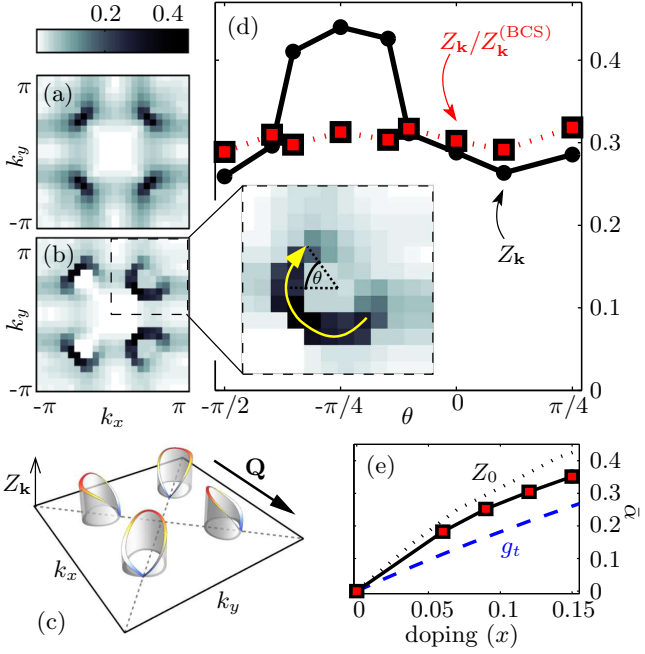 0.2 0.4
(a)
π
k_y
-π
(b)
π
k_y
-π
-π k_x π
(d)
Z_k/Z_k^(BCS)
Z_k
θ
0.4
0.3
0.2
0.1
0
-π/2 -π/4 θ 0 π/4
(c)
Z_k
Q
k_x
k_y
(e)
Z_0
g_t
0.4
0.3
0.2
0.1
0
ᾱ
0 0.05 0.10 0.15
doping (x)